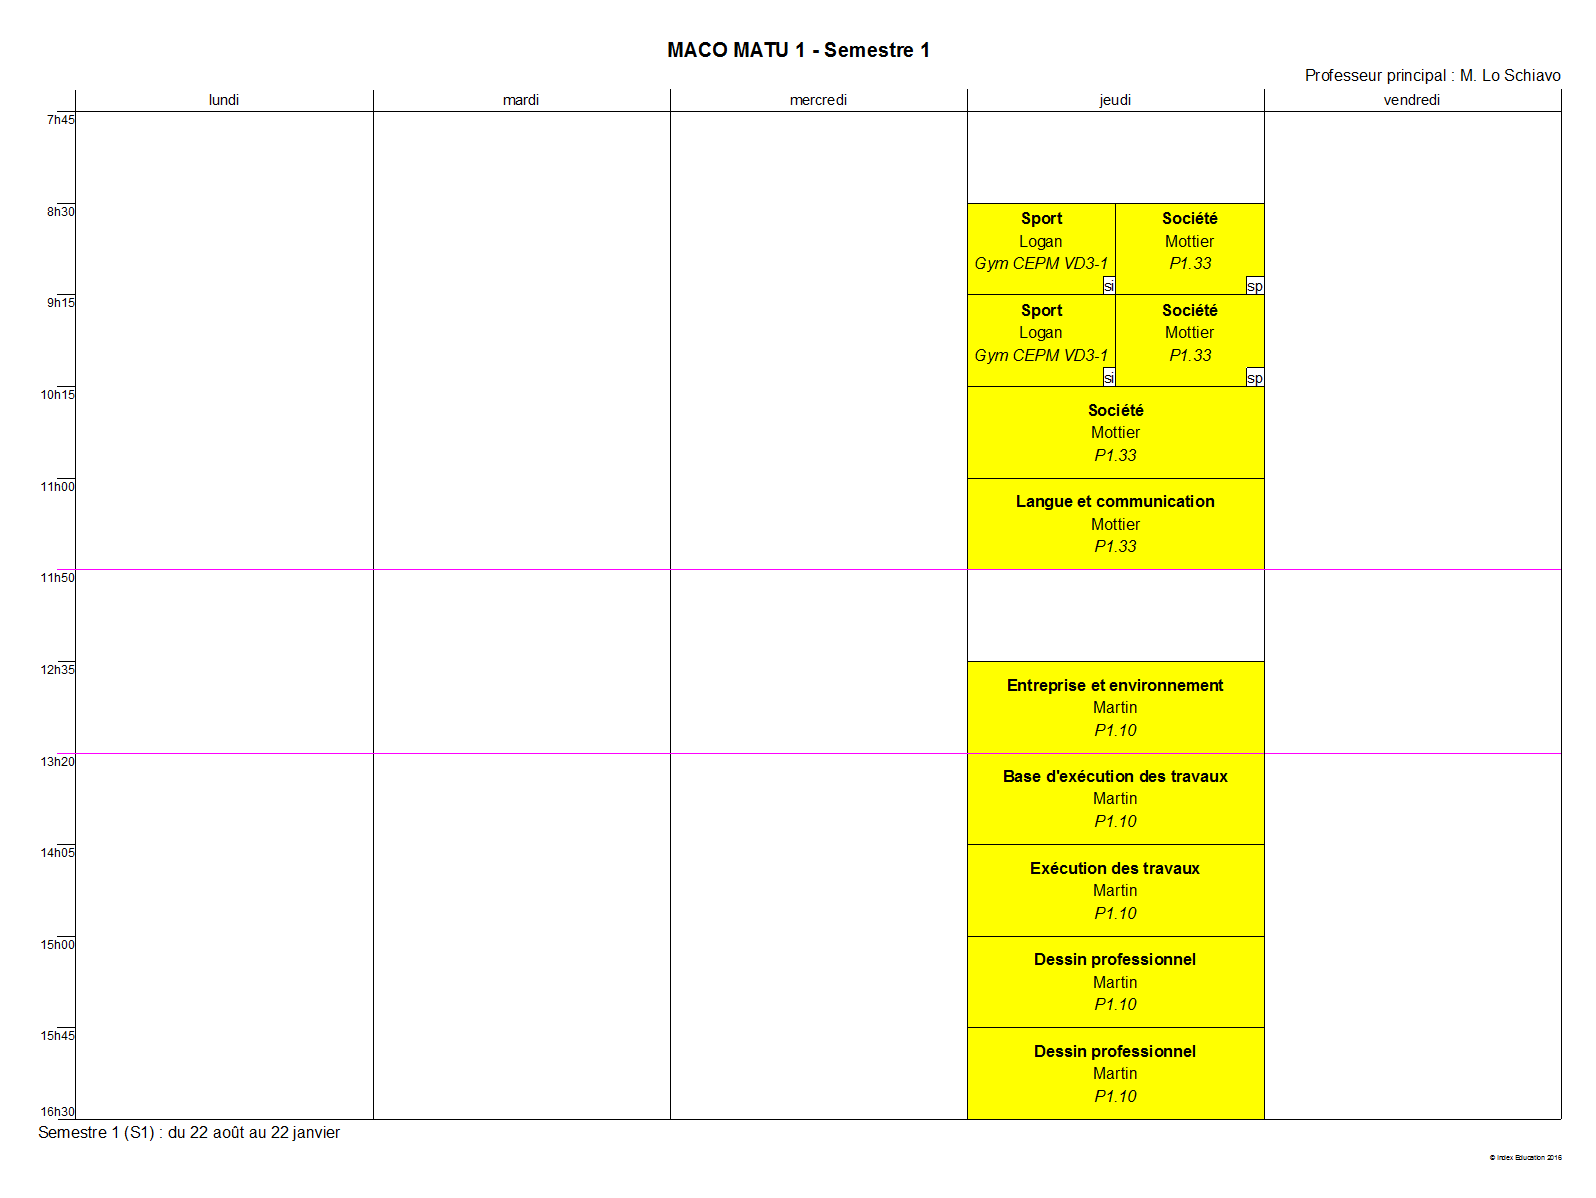 MACO MATU 1 - Semestre 1
Professeur principal : M. Lo Schiavo
lundi
mardi
mercredi
jeudi
vendredi
7h45
8h30
Sport
Logan
Gym CEPM VD3-1
si
Société
Mottier
P1.33
sp
9h15
Sport
Logan
Gym CEPM VD3-1
si
Société
Mottier
P1.33
sp
10h15
Société
Mottier
P1.33
11h00
Langue et communication
Mottier
P1.33
11h50
12h35
Entreprise et environnement
Martin
P1.10
13h20
Base d'exécution des travaux
Martin
P1.10
14h05
Exécution des travaux
Martin
P1.10
15h00
Dessin professionnel
Martin
P1.10
15h45
Dessin professionnel
Martin
P1.10
16h30
Semestre 1 (S1) : du 22 août au 22 janvier
© Index Education 2016